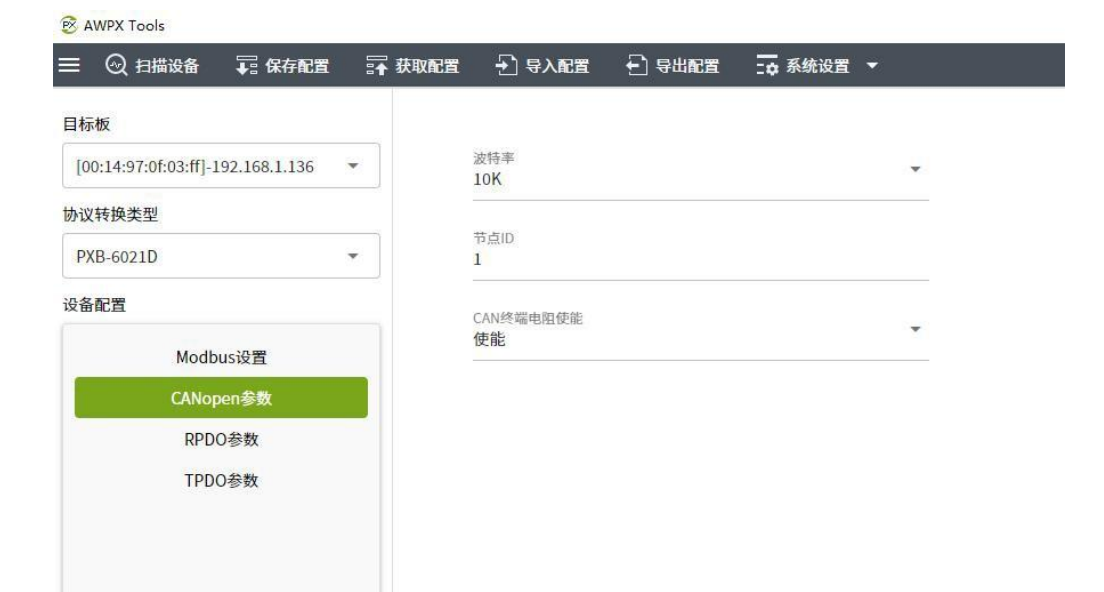 AWPX Tools
扫描设备 保存配置 获取配置 导入配置 导出配置 系统设置
目标板
[00:14:97:0f:03:ff]-192.168.1.136
协议转换类型
PXB-6021D
设备配置
Modbus设置
CANopen参数
RPDO参数
TPDO参数
波特率
10K
节点ID
1
CAN终端电阻使能
使能